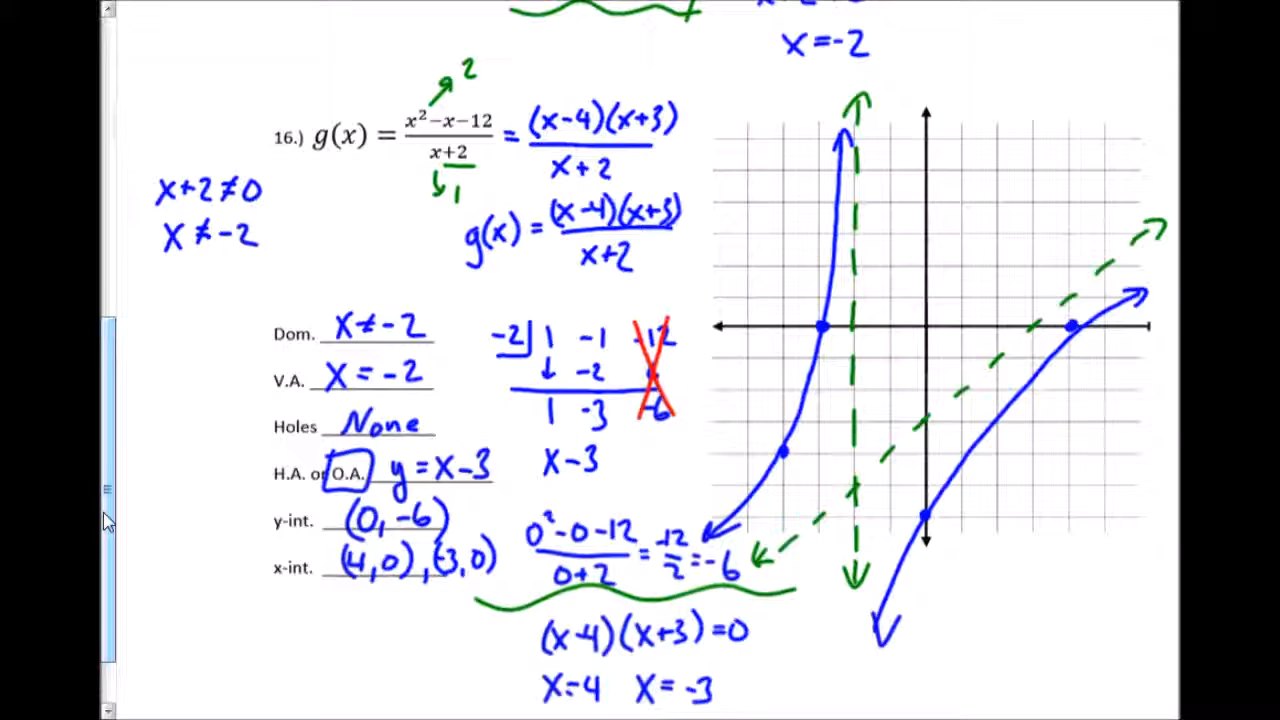 x = -2
2
16.) g(x) = x²−x−12 / x+2 = (x-4)(x+3) / x+2
1
x+2 ≠ 0
x ≠ -2
g(x) = (x-4)(x+3) / x+2
Dom. x ≠ -2
V.A. x = -2
Holes None
H.A. or O.A. y = x-3
y-int. (0, -6)
x-int. (4,0), (-3,0)
-2 | 1 -1 -12
↓ -2
1 -3 -6
x-3
0²-0-12 / 0+2 = -12/2 = -6
(x-4)(x+3) = 0
x=4 x = -3